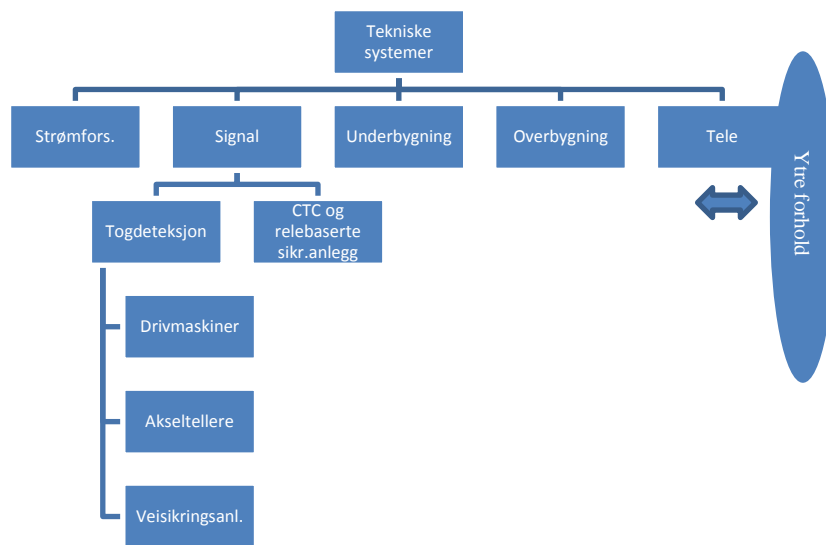 Tekniske
systemer
Strømfors.
Signal
Underbygning
Overbygning
Tele
Ytre forhold
Togdeteksjon
CTC og
relebaserte
sikr.anlegg
Drivmaskiner
Akseltellere
Veisikringsanl.